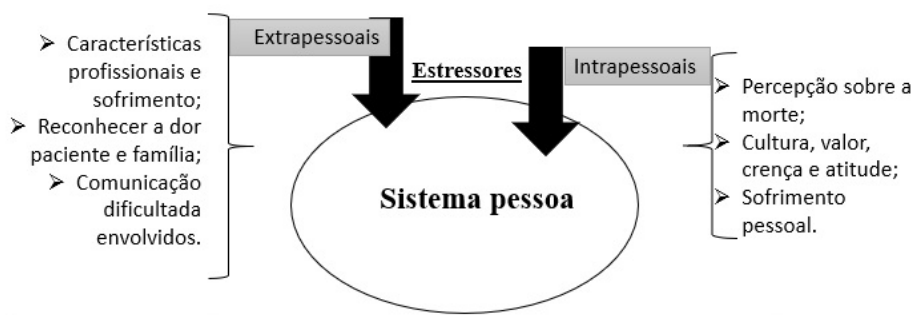 Extrapessoais
➤ Características
profissionais e
sofrimento;
➤ Reconhecer a dor
paciente e família;
➤ Comunicação
dificultada
envolvidos.
Estressores
Sistema pessoa
Intrapessoais
➤ Percepção sobre a
morte;
➤ Cultura, valor,
crença e atitude;
➤ Sofrimento
pessoal.